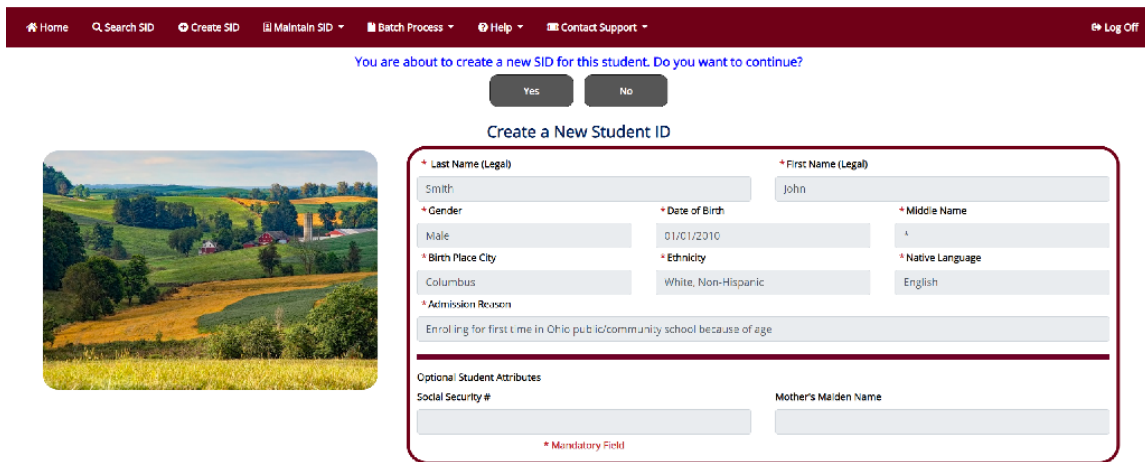 Home Search SID Create SID Maintain SID Batch Process Help Contact Support Log Off
You are about to create a new SID for this student. Do you want to continue?
Yes No
Create a New Student ID
* Last Name (Legal) * First Name (Legal)
Smith John
* Gender * Date of Birth * Middle Name
Male 01/01/2010 *
* Birth Place City * Ethnicity * Native Language
Columbus White, Non-Hispanic English
* Admission Reason
Enrolling for first time in Ohio public/community school because of age
Optional Student Attributes
Social Security # Mother's Maiden Name
* Mandatory Field